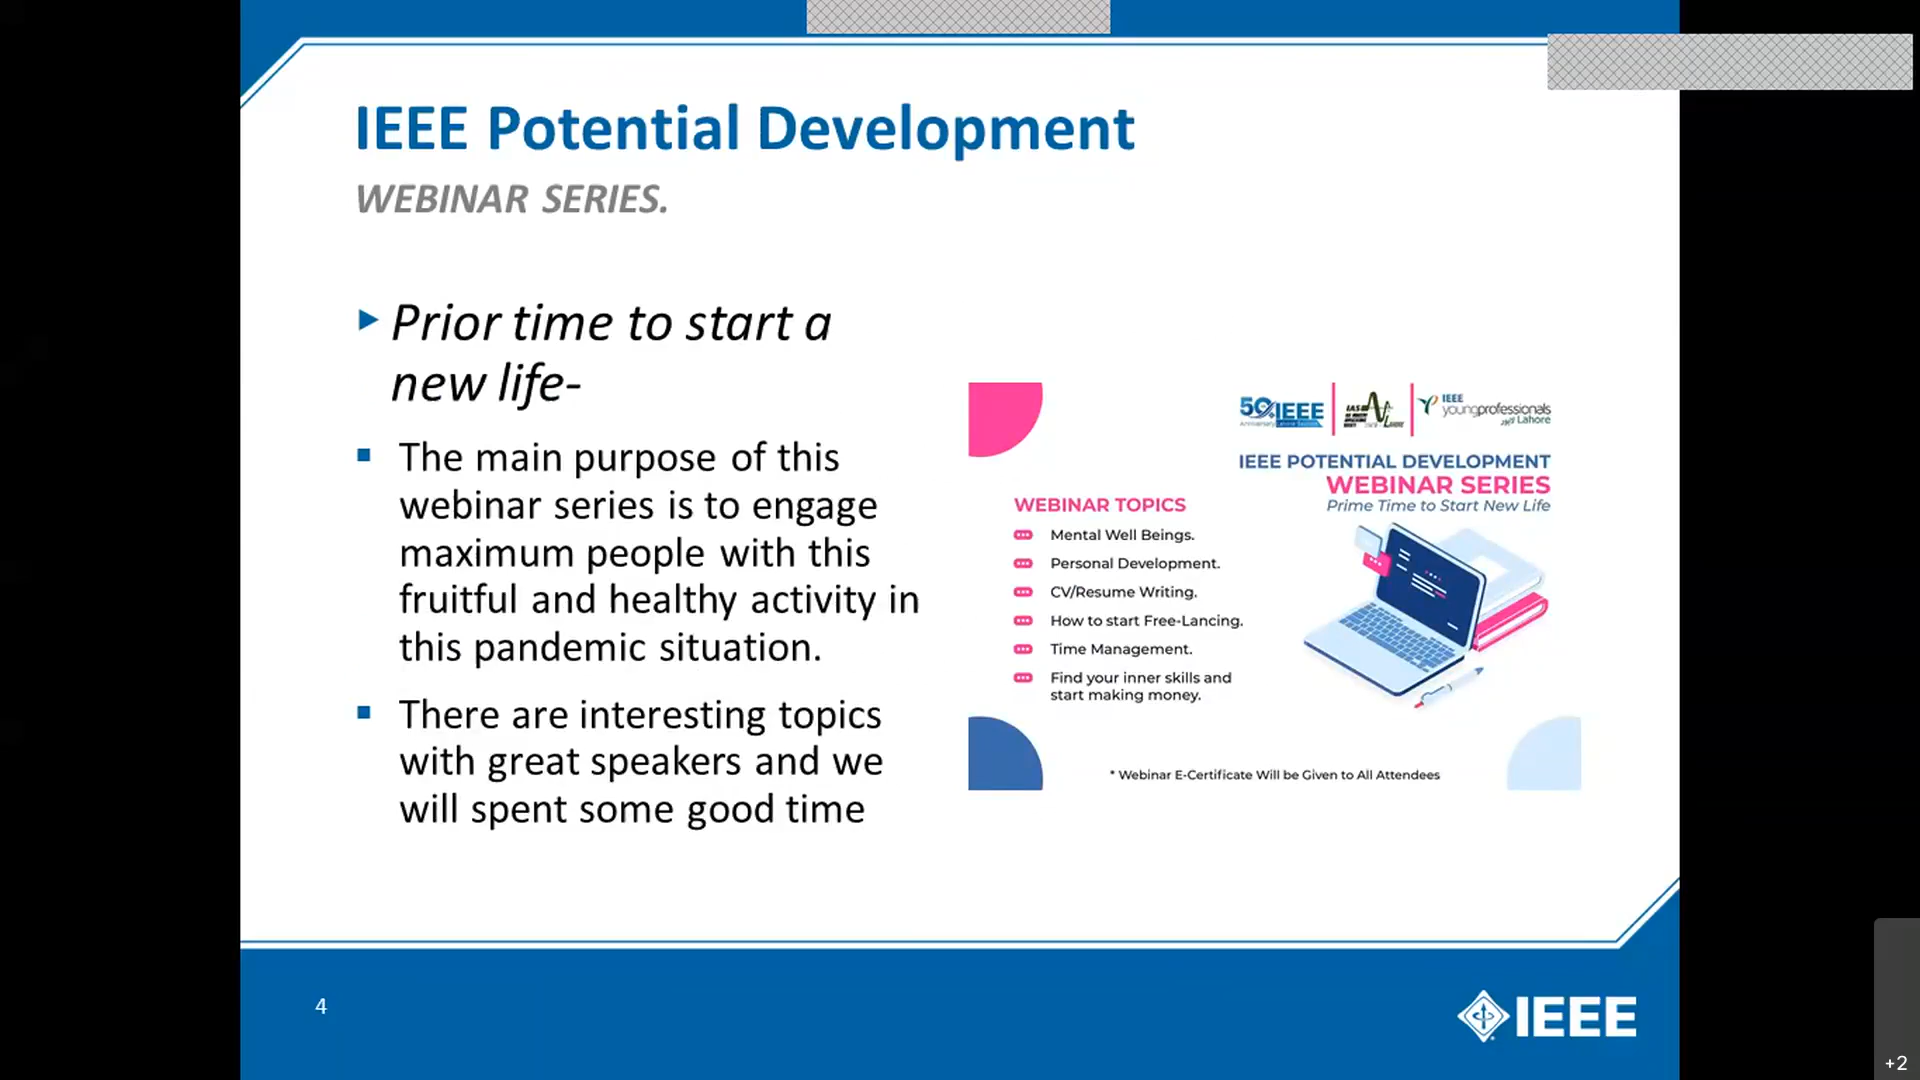 IEEE Potential Development
WEBINAR SERIES.
Prior time to start a
new life-
The main purpose of this
webinar series is to engage
maximum people with this
fruitful and healthy activity in
this pandemic situation.
There are interesting topics
with great speakers and we
will spent some good time
50 IEEE
IEEE
youngprofessionals
Lahore
IEEE POTENTIAL DEVELOPMENT
WEBINAR SERIES
Prime Time to Start New Life
WEBINAR TOPICS
Mental Well Beings.
Personal Development.
CV/Resume Writing.
How to start Free-Lancing.
Time Management.
Find your inner skills and
start making money.
* Webinar E-Certificate Will be Given to All Attendees
4
IEEE
+2